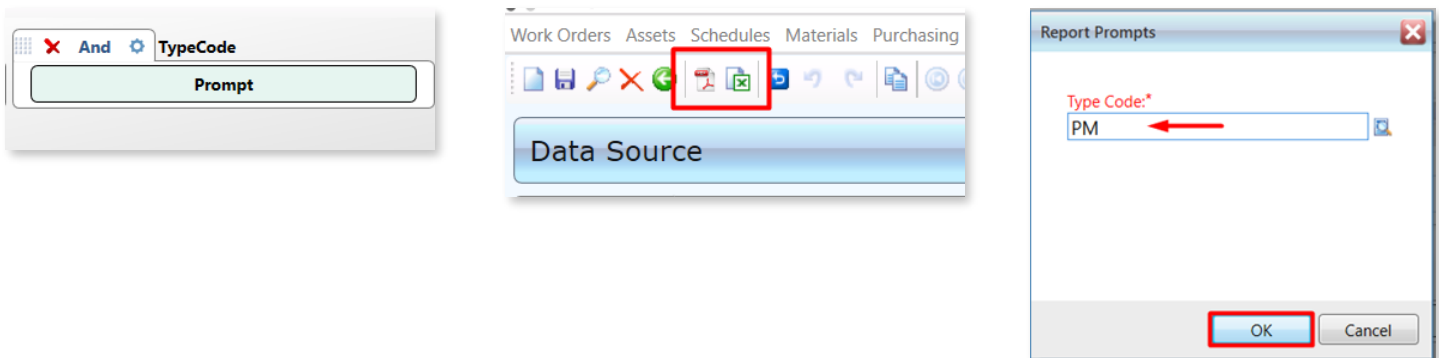 And TypeCode
Prompt
Work Orders Assets Schedules Materials Purchasing
Data Source
Report Prompts
Type Code:*
PM
OK Cancel